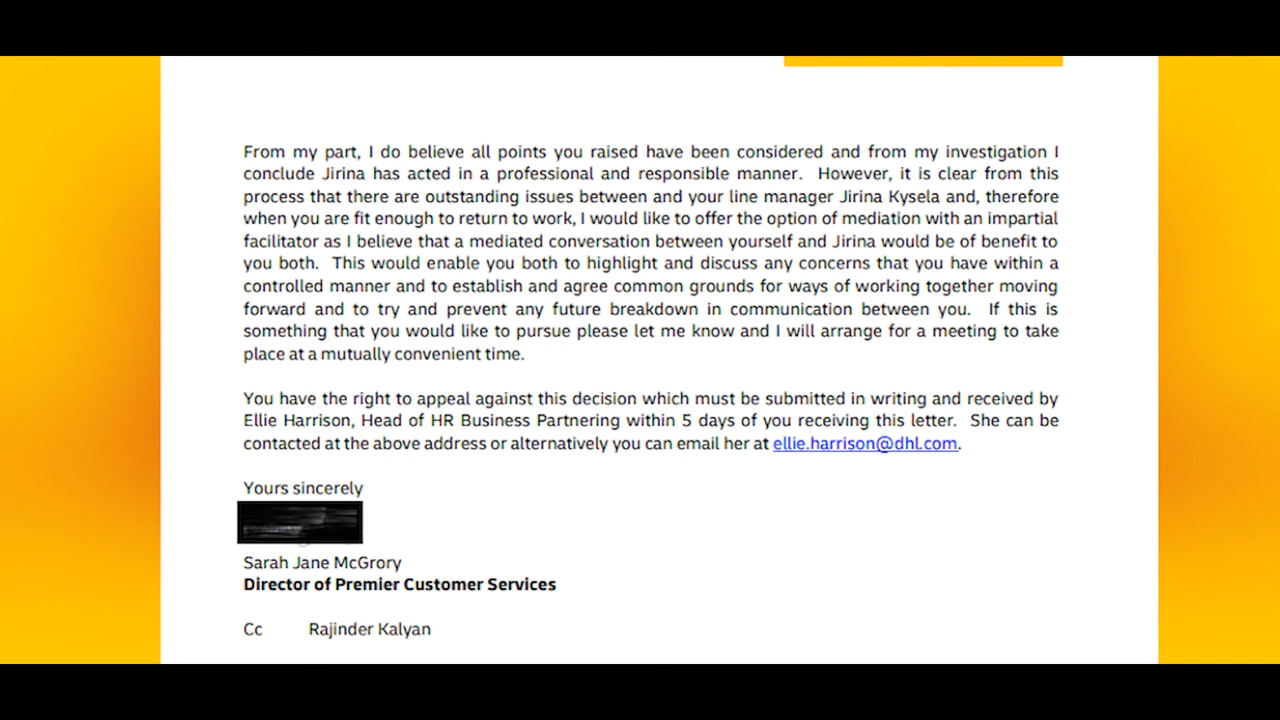 From my part, I do believe all points you raised have been considered and from my investigation I
conclude Jirina has acted in a professional and responsible manner. However, it is clear from this
process that there are outstanding issues between and your line manager Jirina Kysela and, therefore
when you are fit enough to return to work, I would like to offer the option of mediation with an impartial
facilitator as I believe that a mediated conversation between yourself and Jirina would be of benefit to
you both. This would enable you both to highlight and discuss any concerns that you have within a
controlled manner and to establish and agree common grounds for ways of working together moving
forward and to try and prevent any future breakdown in communication between you. If this is
something that you would like to pursue please let me know and I will arrange for a meeting to take
place at a mutually convenient time.
You have the right to appeal against this decision which must be submitted in writing and received by
Ellie Harrison, Head of HR Business Partnering within 5 days of you receiving this letter. She can be
contacted at the above address or alternatively you can email her at ellie.harrison@dhl.com.
Yours sincerely
Sarah Jane McGrory
Director of Premier Customer Services
Cc Rajinder Kalyan